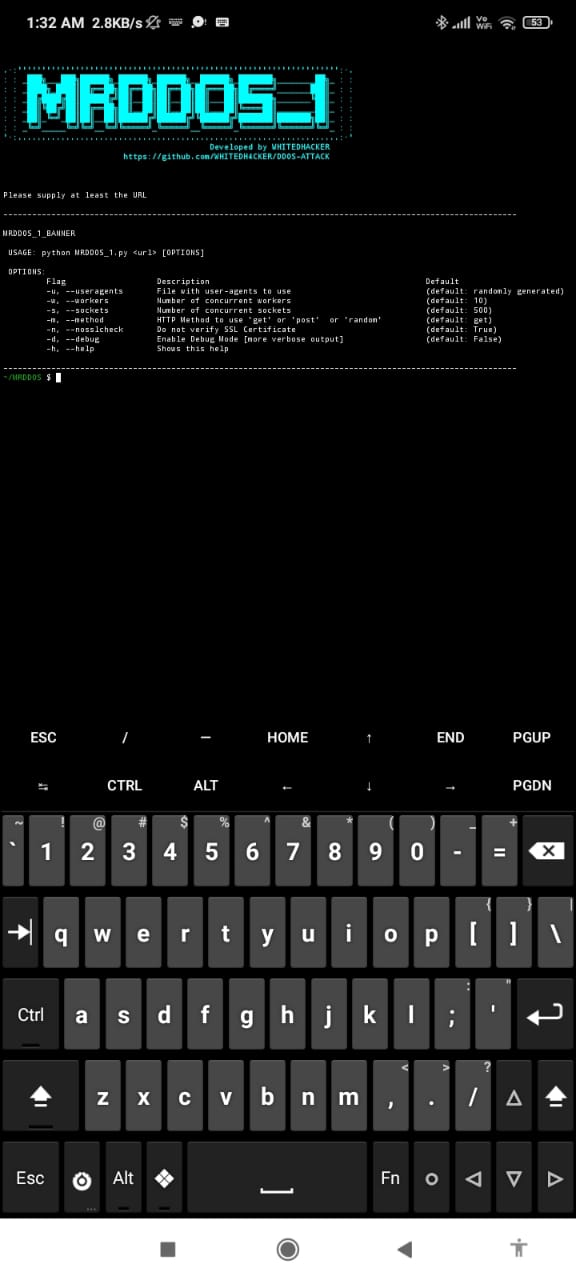 1:32 AM 2.8KB/s Vo WiFi 53
MRDDOS_1
Developed by WHITEDHACKER
https://github.com/WHITEDH4CKER/DDOS-ATTACK
Please supply at least the URL
--------------------------------------------------------------------------------
MRDDOS_1_BANNER
USAGE: python MRDDOS_1.py <url> [OPTIONS]
OPTIONS:
Flag Description Default
-u, --useragents File with user-agents to use (default: randomly generated)
-w, --workers Number of concurrent workers (default: 10)
-s, --sockets Number of concurrent sockets (default: 500)
-m, --method HTTP Method to use 'get' or 'post' or 'random' (default: get)
-n, --nosslcheck Do not verify SSL Certificate (default: True)
-d, --debug Enable Debug Mode [more verbose output] (default: False)
-h, --help Shows this help
--------------------------------------------------------------------------------
~/MRDDOS $
ESC / — HOME ↑ END PGUP
↹ CTRL ALT ← ↓ → PGDN
~ ! @ # $ % ^ & * ( ) _ +
` 1 2 3 4 5 6 7 8 9 0 - =
{ } |
q w e r t y u i o p [ ] \
: "
Ctrl a s d f g h j k l ; '
< > ?
z x c v b n m , . /
Esc Alt Fn